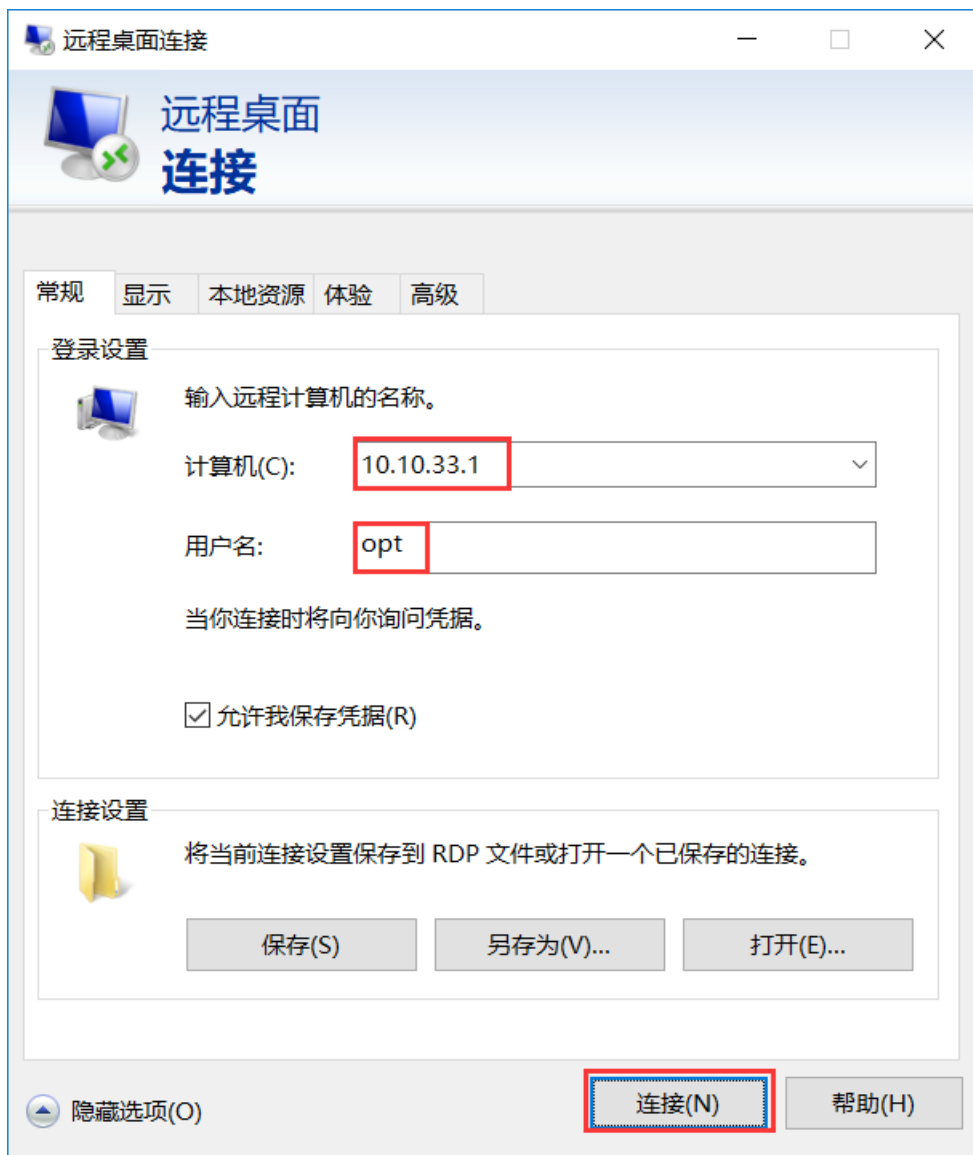 远程桌面连接
远程桌面
连接
常规 显示 本地资源 体验 高级
登录设置
输入远程计算机的名称。
计算机(C): 10.10.33.1
用户名: opt
当你连接时将向你询问凭据。
允许我保存凭据(R)
连接设置
将当前连接设置保存到 RDP 文件或打开一个已保存的连接。
保存(S) 另存为(V)... 打开(E)...
隐藏选项(O) 连接(N) 帮助(H)